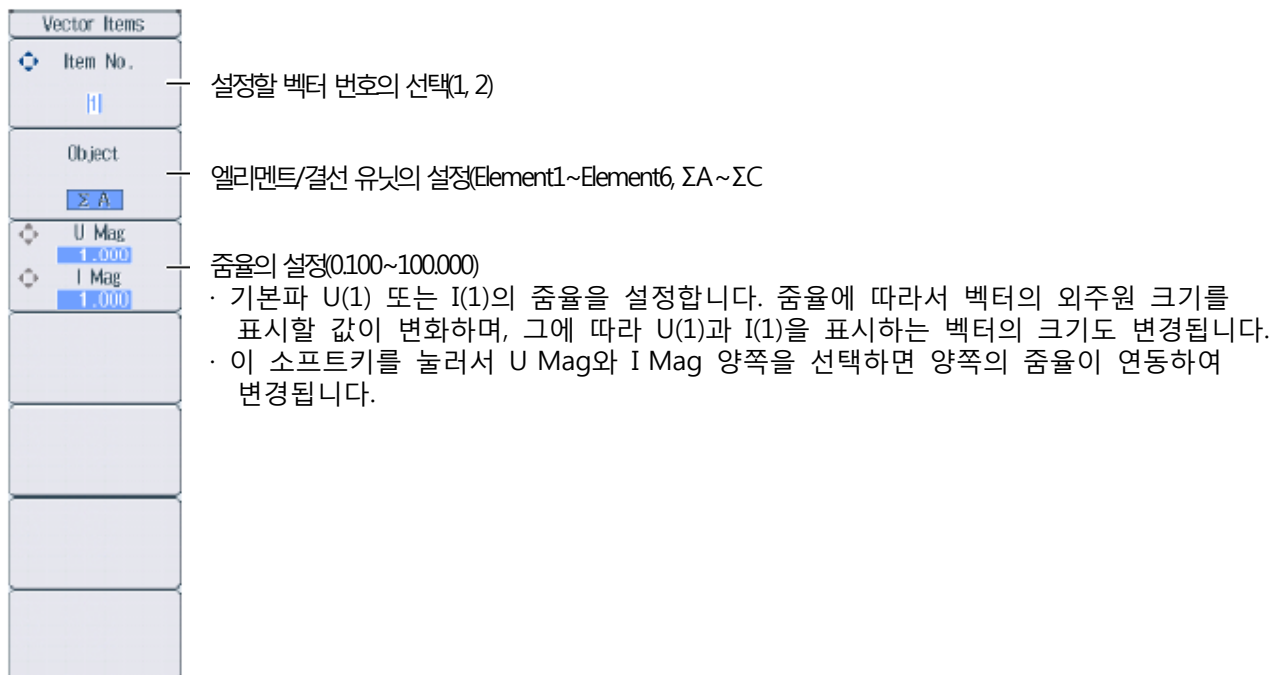 Vector Items
Item No.
1
설정할 벡터 번호의 선택(1, 2)
Object
Σ A
엘리멘트/결선 유닛의 설정(Element1~Element6, ΣA~ΣC
U Mag
1.000
I Mag
1.000
줌율의 설정(0.100~100.000)
· 기본파 U(1) 또는 I(1)의 줌율을 설정합니다. 줌율에 따라서 벡터의 외주원 크기를
표시할 값이 변화하며, 그에 따라 U(1)과 I(1)을 표시하는 벡터의 크기도 변경됩니다.
· 이 소프트키를 눌러서 U Mag와 I Mag 양쪽을 선택하면 양쪽의 줌율이 연동하여
변경됩니다.